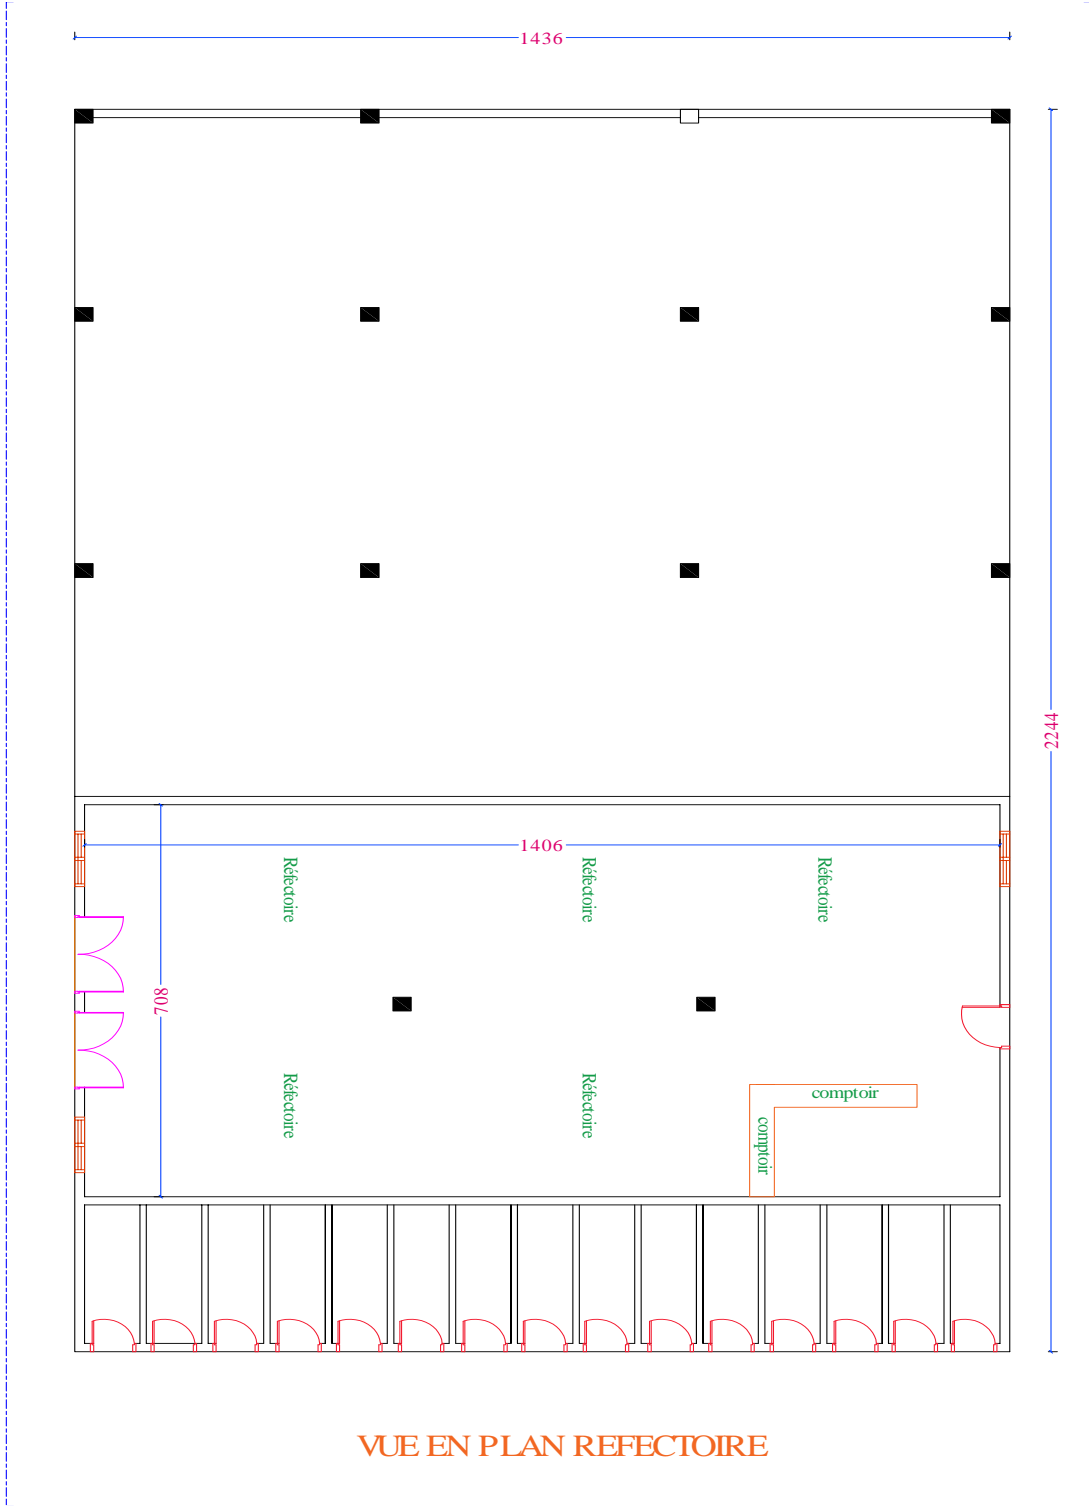 1436
2244
1406
Réfectoire
Réfectoire
Réfectoire
708
Réfectoire
Réfectoire
comptoir
comptoir
VUE EN PLAN REFECTOIRE